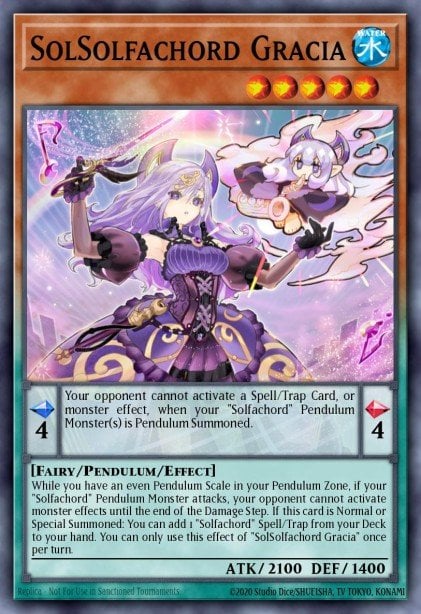 SolSolfachord Gracia
WATER
水
Your opponent cannot activate a Spell/Trap Card, or
monster effect, when your "Solfachord" Pendulum
Monster(s) is Pendulum Summoned.
4
4
[Fairy/Pendulum/Effect]
While you have an even Pendulum Scale in your Pendulum Zone, if your
"Solfachord" Pendulum Monster attacks, your opponent cannot activate
monster effects until the end of the Damage Step. If this card is Normal or
Special Summoned: You can add 1 "Solfachord" Spell/Trap from your Deck
to your hand. You can only use this effect of "SolSolfachord Gracia" once
per turn.
ATK/ 2100 DEF/ 1400
Replica - Not For Use in Sanctioned Tournaments
©2020 Studio Dice/SHUEISHA, TV TOKYO, KONAMI